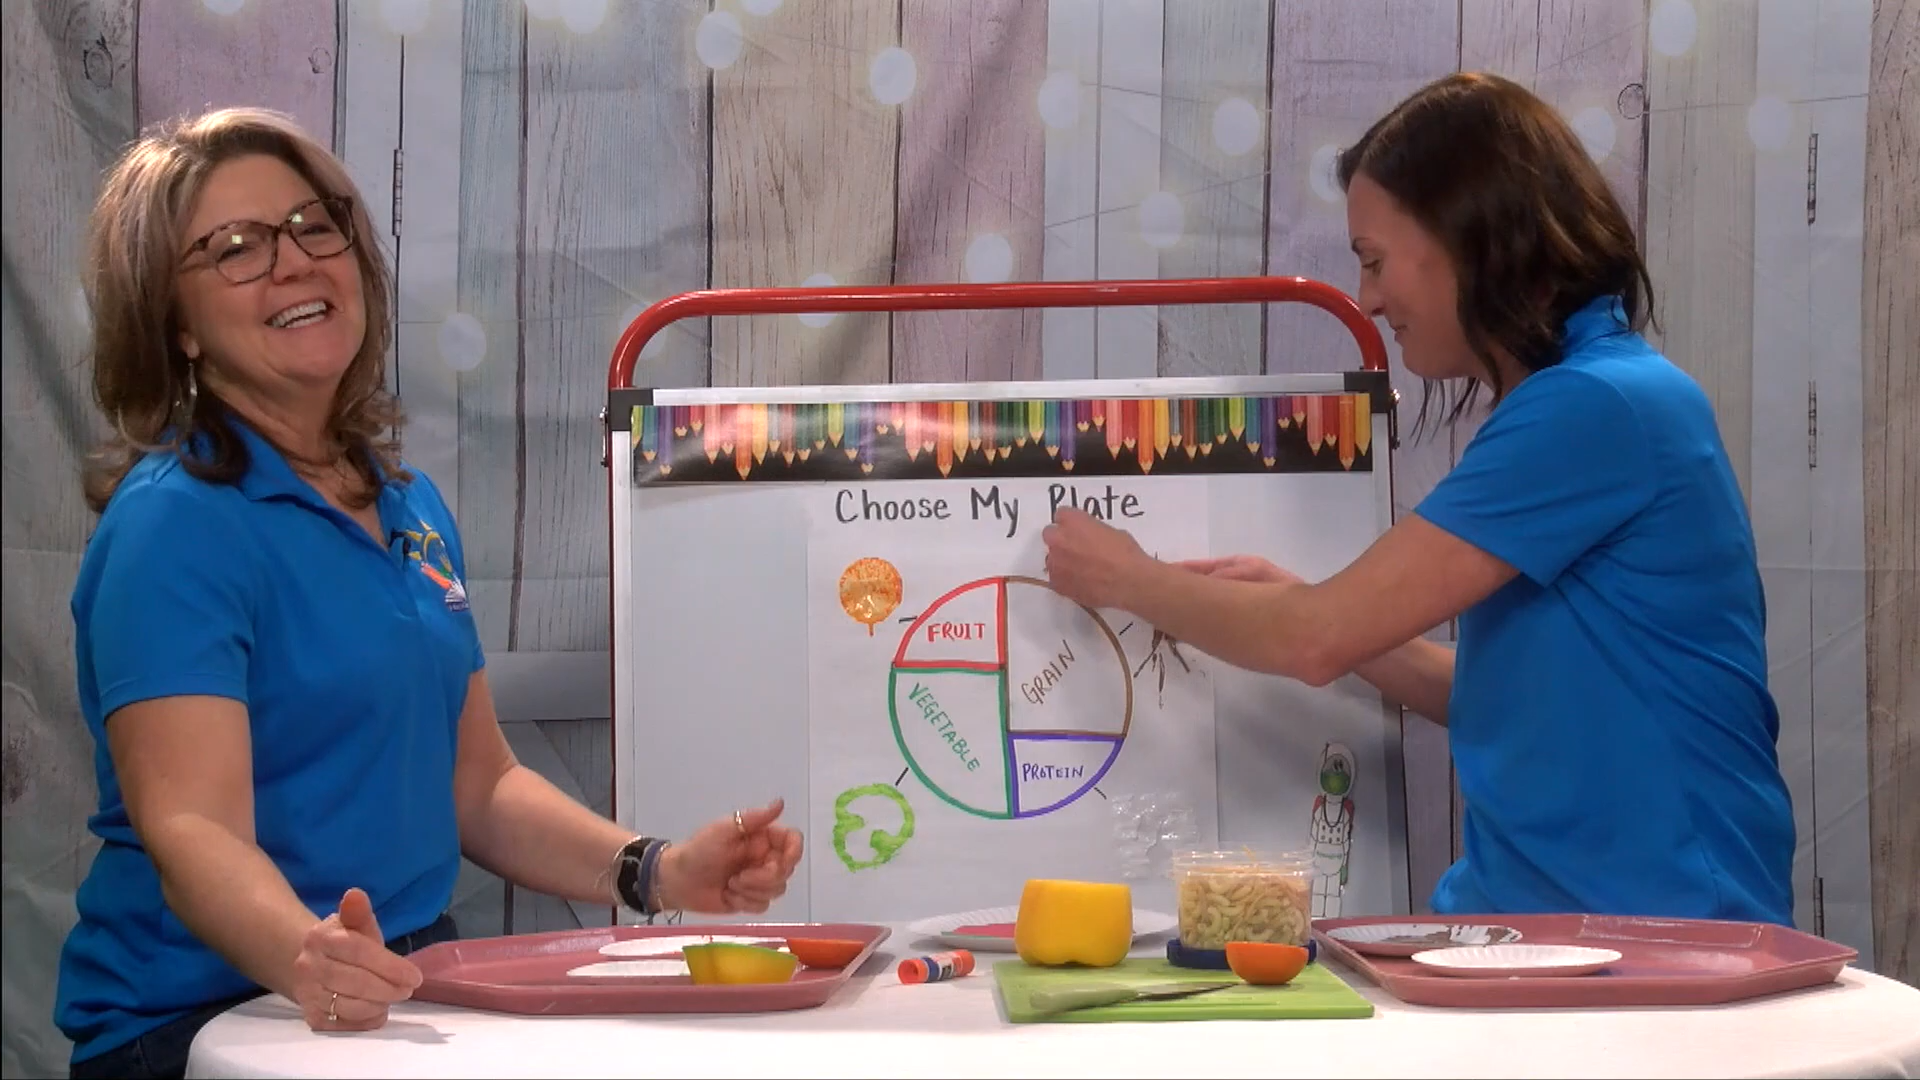 Choose My Plate
FRUIT
GRAIN
VEGETABLE
PROTEIN